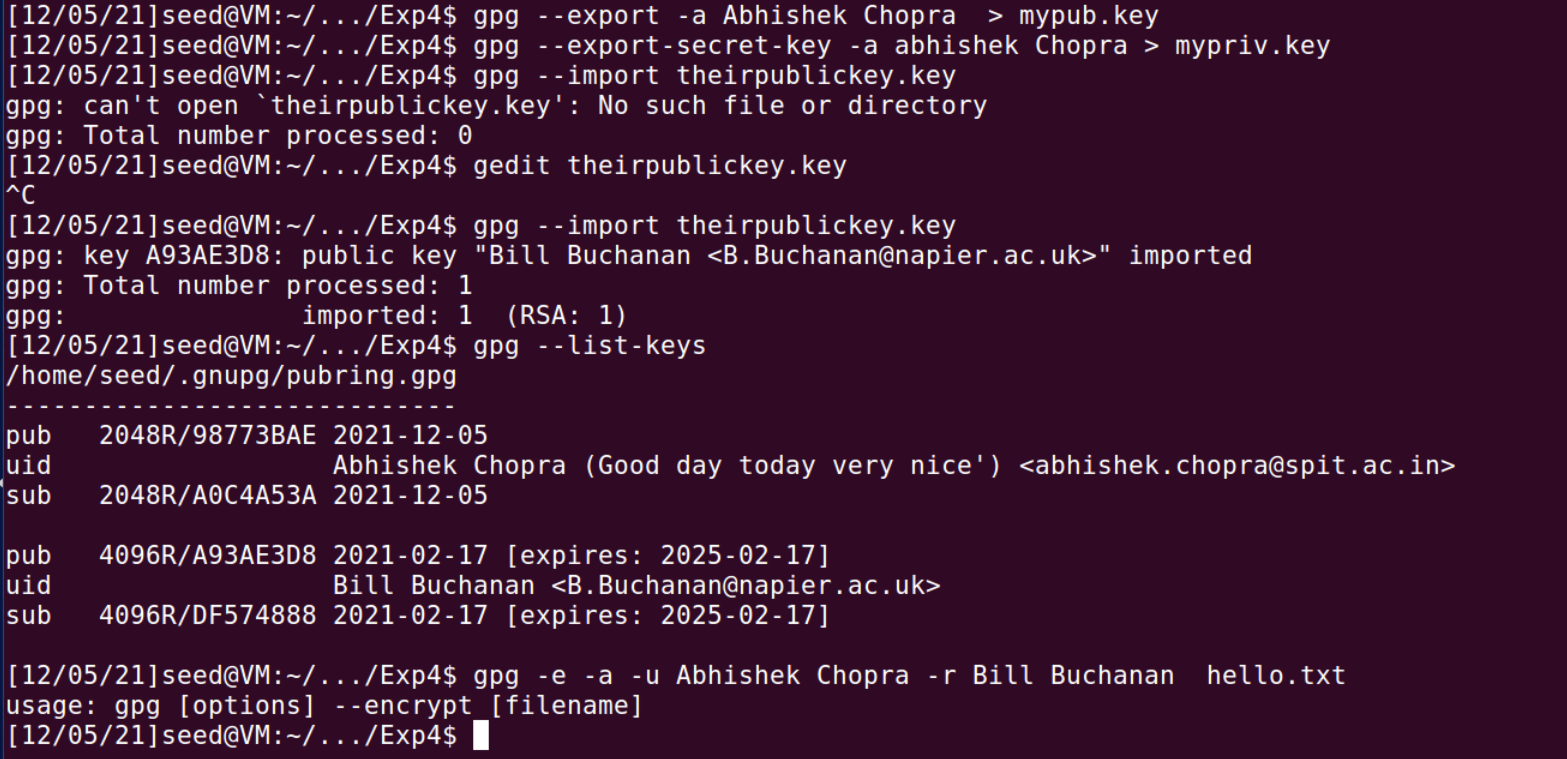 [12/05/21]seed@VM:~/.../Exp4$ gpg --export -a Abhishek Chopra  > mypub.key
[12/05/21]seed@VM:~/.../Exp4$ gpg --export-secret-key -a abhishek Chopra > mypriv.key
[12/05/21]seed@VM:~/.../Exp4$ gpg --import theirpublickey.key
gpg: can't open `theirpublickey.key': No such file or directory
gpg: Total number processed: 0
[12/05/21]seed@VM:~/.../Exp4$ gedit theirpublickey.key
^C
[12/05/21]seed@VM:~/.../Exp4$ gpg --import theirpublickey.key
gpg: key A93AE3D8: public key "Bill Buchanan <B.Buchanan@napier.ac.uk>" imported
gpg: Total number processed: 1
gpg:               imported: 1  (RSA: 1)
[12/05/21]seed@VM:~/.../Exp4$ gpg --list-keys
/home/seed/.gnupg/pubring.gpg
-----------------------------
pub   2048R/98773BAE 2021-12-05
uid                  Abhishek Chopra (Good day today very nice') <abhishek.chopra@spit.ac.in>
sub   2048R/A0C4A53A 2021-12-05

pub   4096R/A93AE3D8 2021-02-17 [expires: 2025-02-17]
uid                  Bill Buchanan <B.Buchanan@napier.ac.uk>
sub   4096R/DF574888 2021-02-17 [expires: 2025-02-17]

[12/05/21]seed@VM:~/.../Exp4$ gpg -e -a -u Abhishek Chopra -r Bill Buchanan  hello.txt
usage: gpg [options] --encrypt [filename]
[12/05/21]seed@VM:~/.../Exp4$